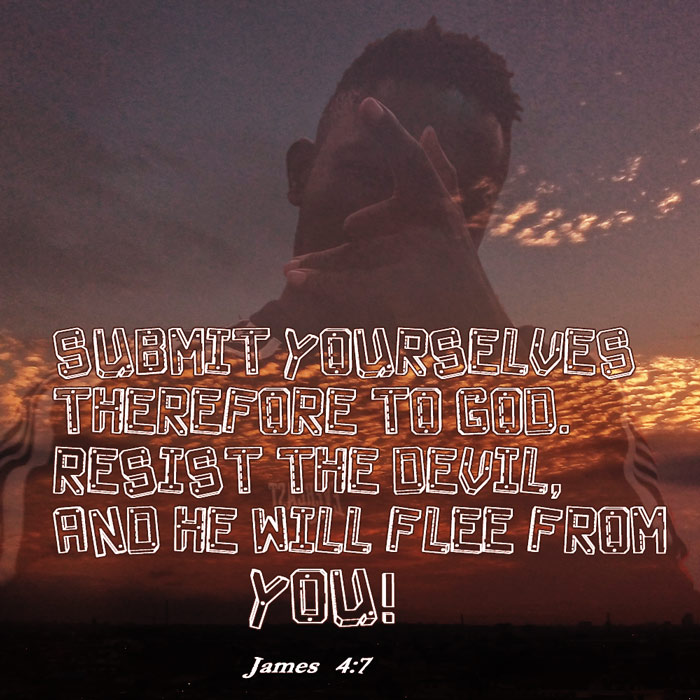 SUBMIT YOURSELVES
THEREFORE TO GOD.
RESIST THE DEVIL,
AND HE WILL FLEE FROM
YOU!
James 4:7